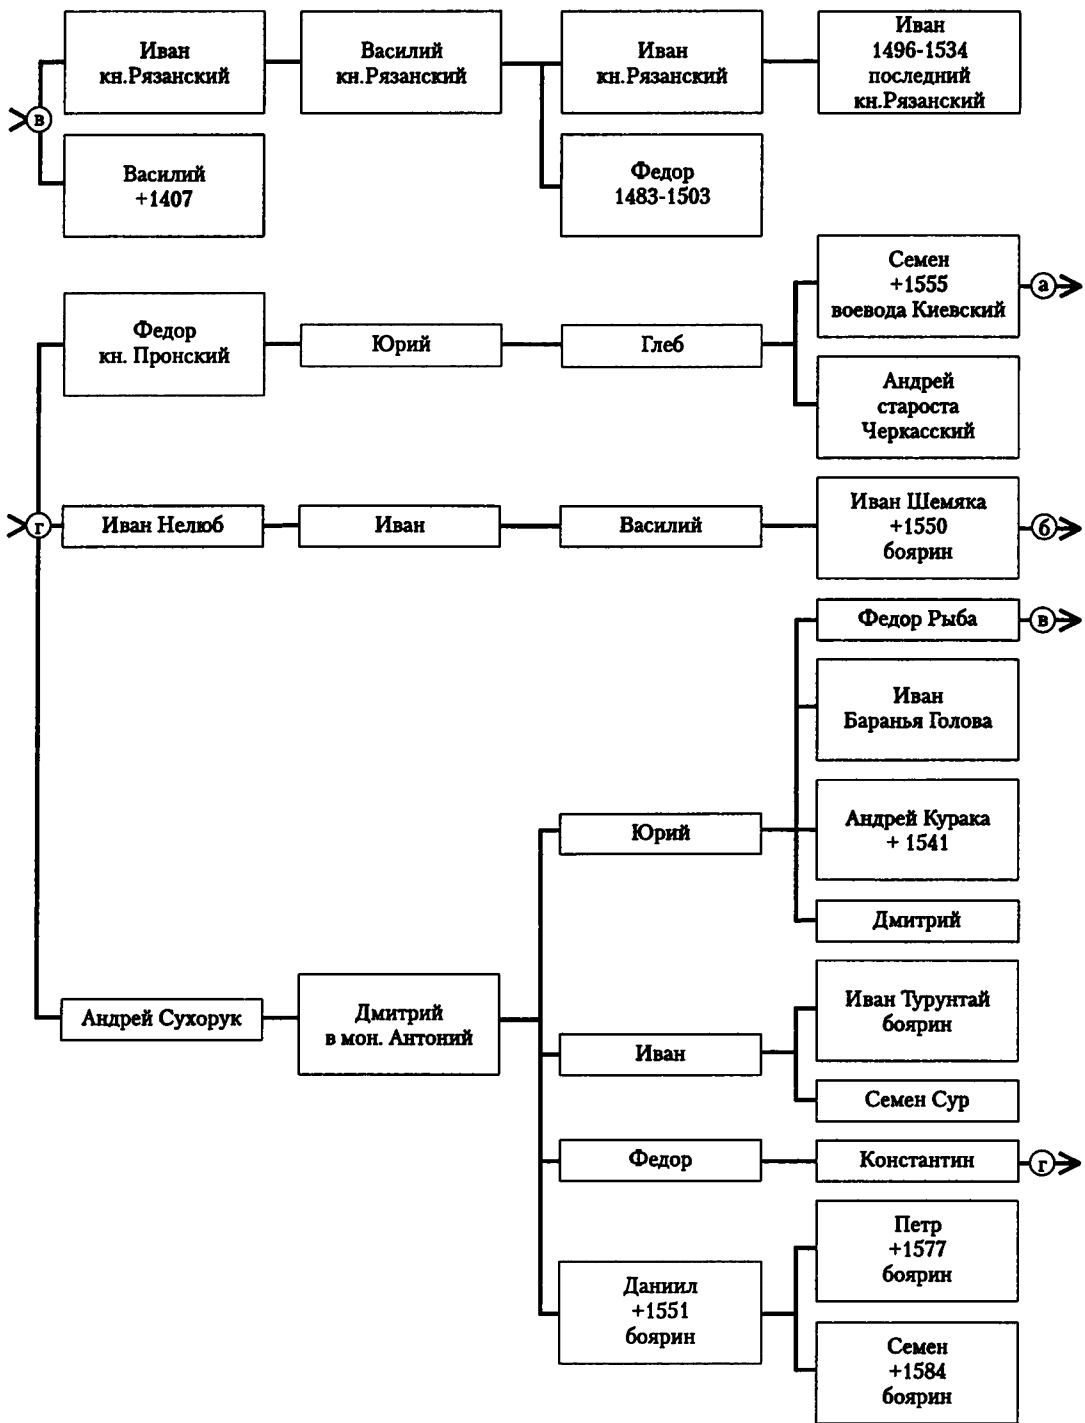 Иван
кн.Рязанский
Василий
кн.Рязанский
Иван
кн.Рязанский
Иван
1496-1534
последний
кн.Рязанский
в
Василий
+1407
Федор
1483-1503
Семен
+1555
воевода Киевский
а
Федор
кн. Пронский
Юрий
Глеб
Андрей
староста
Черкасский
г
Иван Нелюб
Иван
Василий
Иван Шемяка
+1550
боярин
б
Федор Рыба
в
Иван
Баранья Голова
Юрий
Андрей Курака
+ 1541
Дмитрий
Андрей Сухорук
Дмитрий
в мон. Антоний
Иван
Иван Турунтай
боярин
Семен Сур
Федор
Константин
г
Даниил
+1551
боярин
Петр
+1577
боярин
Семен
+1584
боярин